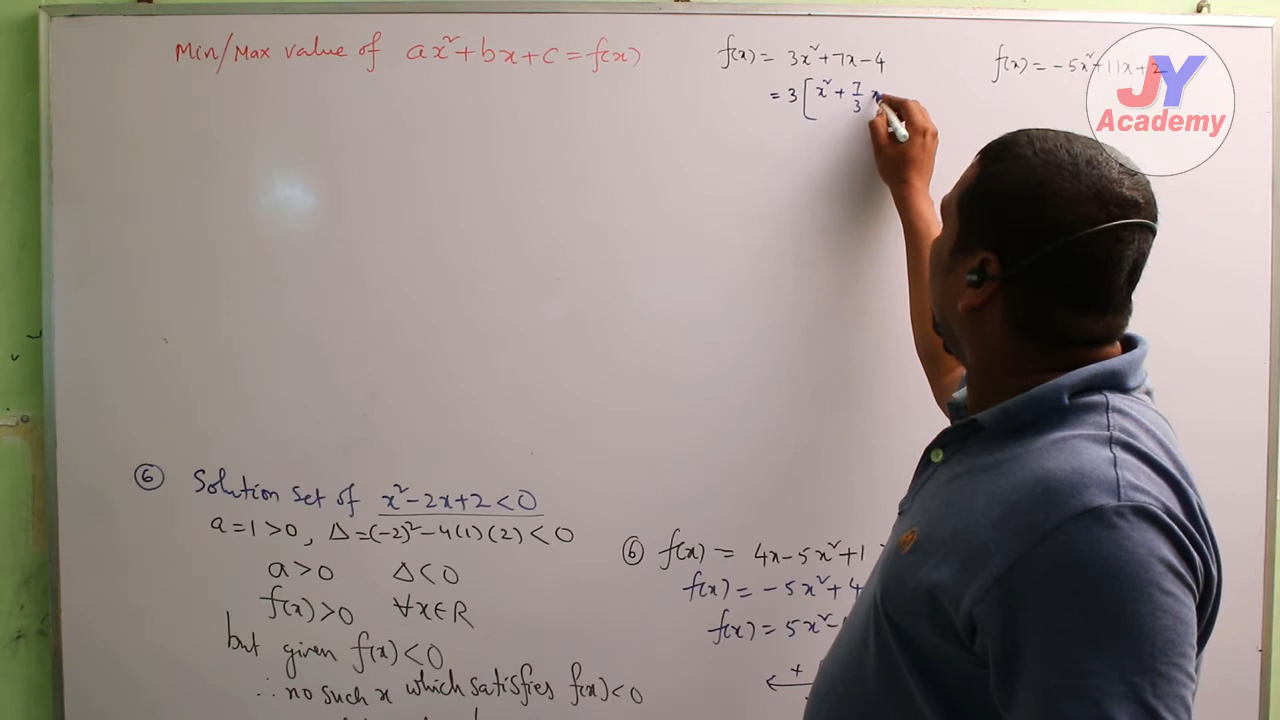 Min/Max value of ax²+bx+c=f(x)
f(x) = 3x²+7x-4
= 3[x² + 7/3 x
f(x) = -5x²+11x+2
JY
Academy
⑥ Solution set of x²-2x+2<0
a=1>0, Δ=(-2)²-4(1)(2)<0
a>0 Δ<0
f(x)>0 ∀x∈R
but given f(x)<0
∴ no such x which satisfies f(x)<0
⑥ f(x) = 4x-5x²+1
f(x) = -5x²+4
f(x) = 5x²-
+